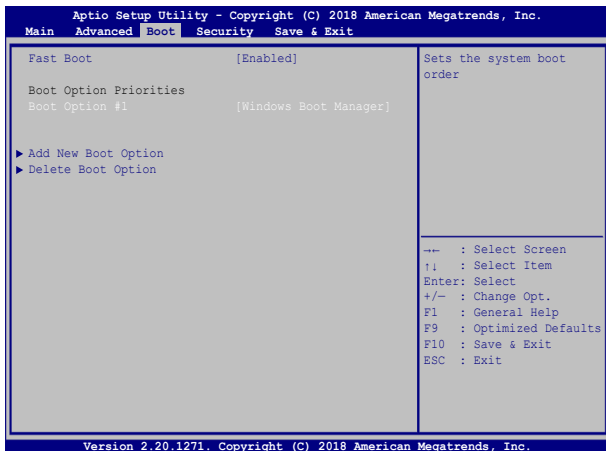 Aptio Setup Utility - Copyright (C) 2018 American Megatrends, Inc.
Main Advanced Boot Security Save & Exit
Fast Boot [Enabled]
Boot Option Priorities
Boot Option #1 [Windows Boot Manager]
▶ Add New Boot Option
▶ Delete Boot Option
Sets the system boot
order
→← : Select Screen
↑↓ : Select Item
Enter: Select
+/— : Change Opt.
F1 : General Help
F9 : Optimized Defaults
F10 : Save & Exit
ESC : Exit
Version 2.20.1271. Copyright (C) 2018 American Megatrends, Inc.